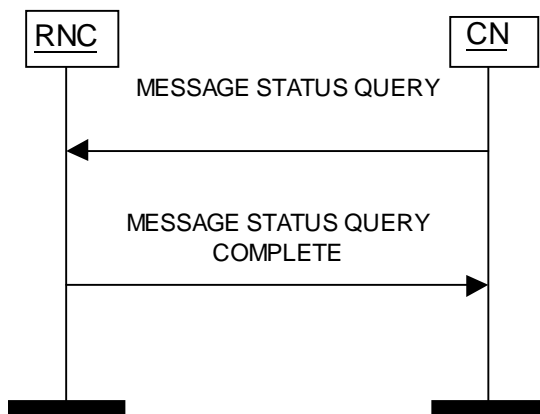 RNC
CN
MESSAGE STATUS QUERY
MESSAGE STATUS QUERY
COMPLETE